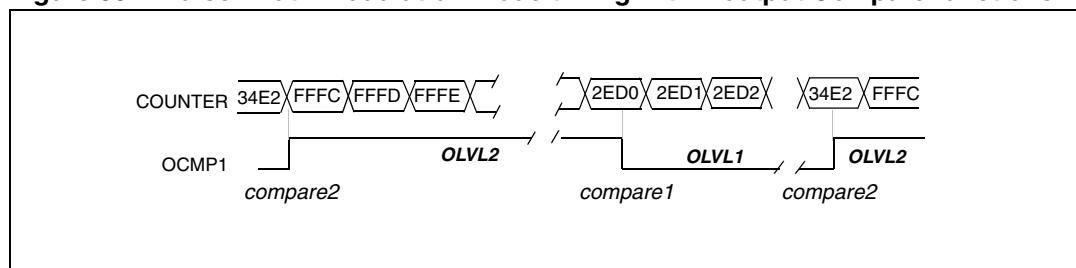 COUNTER 34E2 FFFC FFFD FFFE 2ED0 2ED1 2ED2 34E2 FFFC
OLVL2 OLVL1 OLVL2
OCMP1
compare2 compare1 compare2